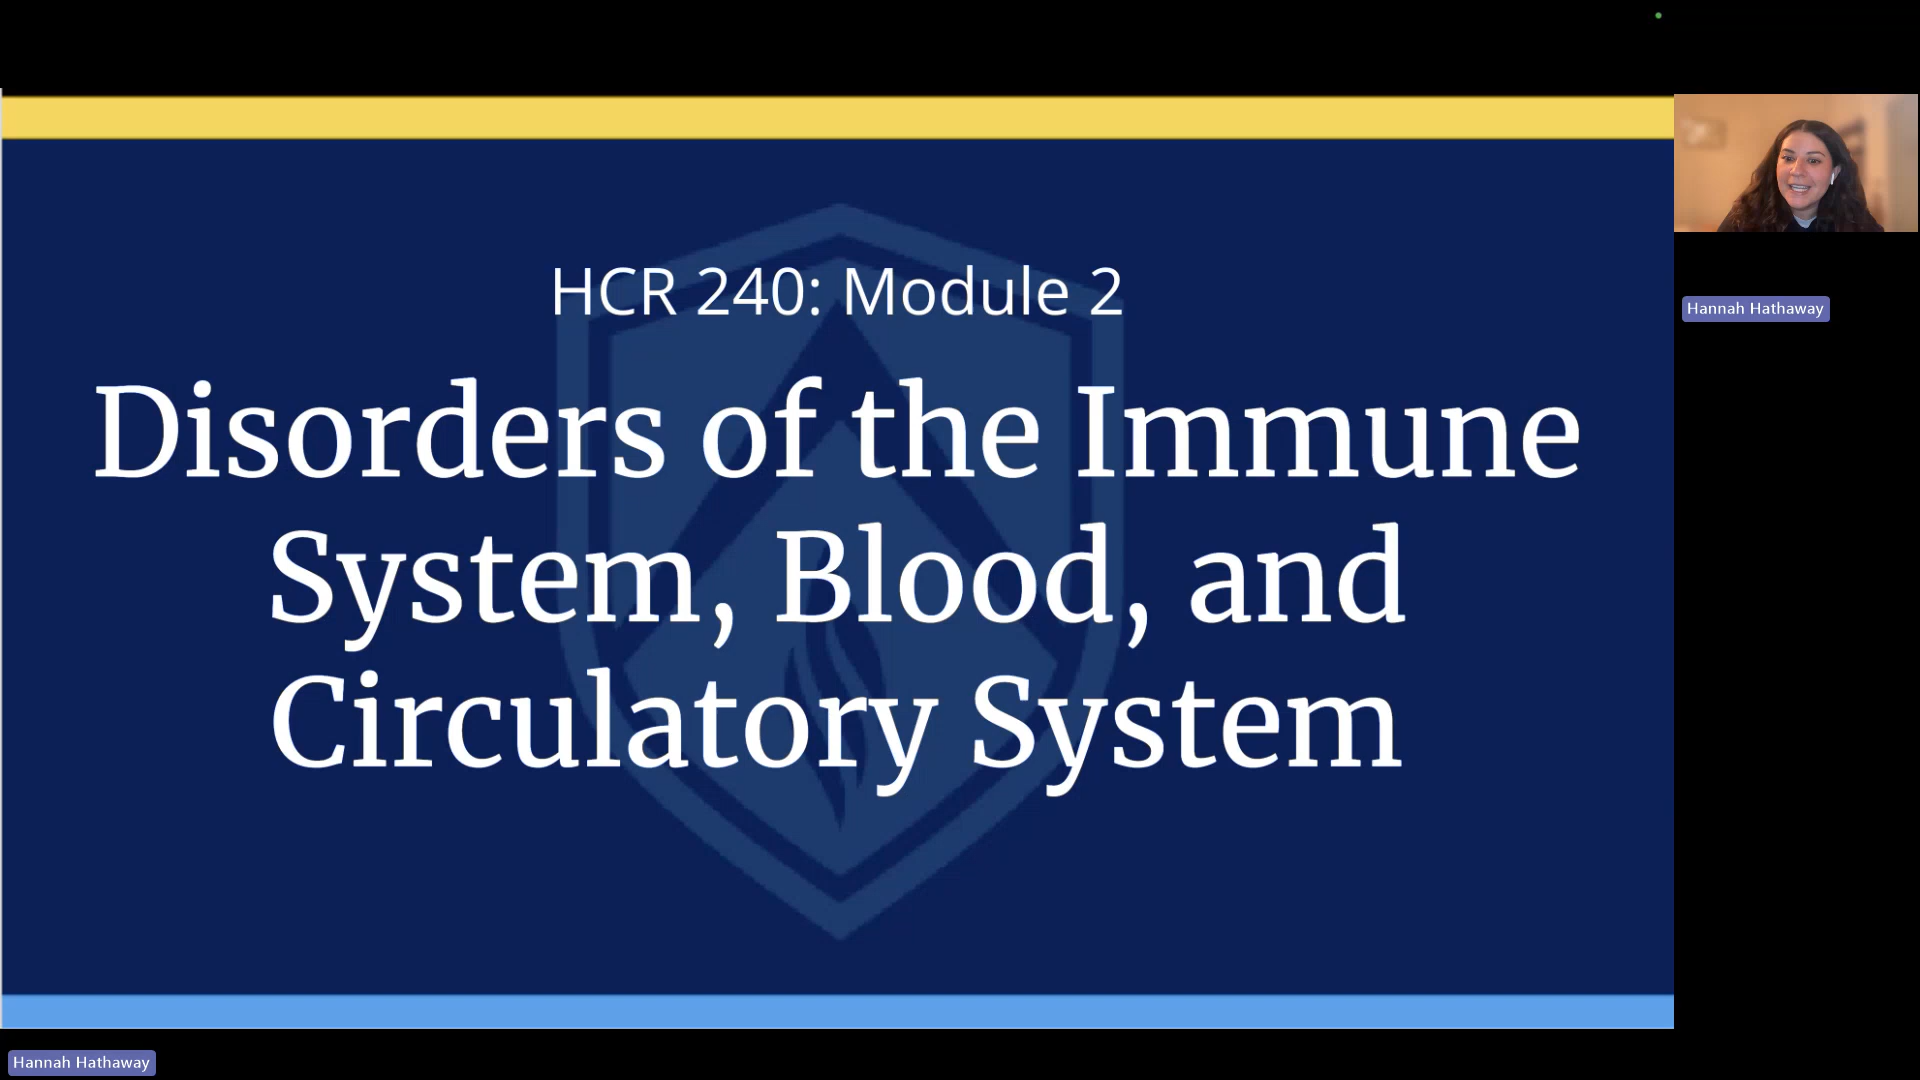 HCR 240: Module 2
Disorders of the Immune
System, Blood, and
Circulatory System
Hannah Hathaway
Hannah Hathaway